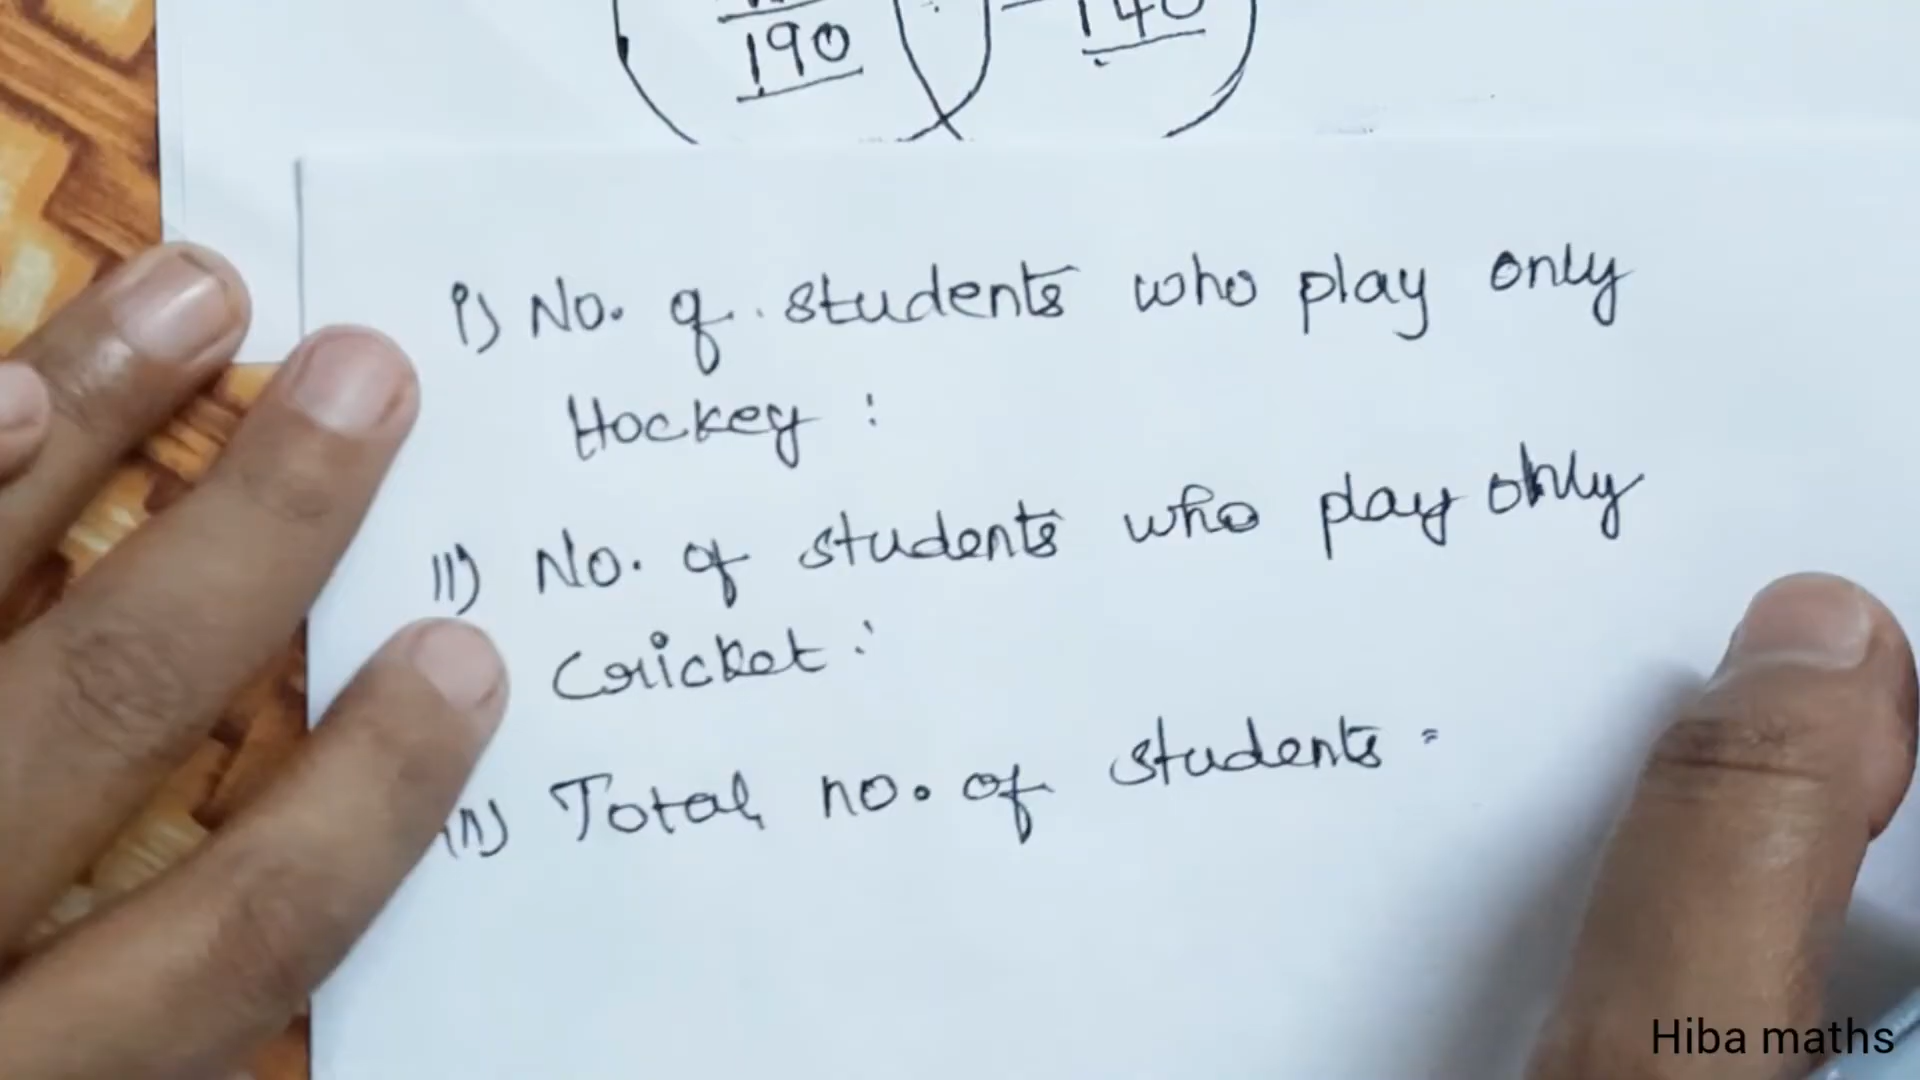 190
140
i) No. of students who play only
Hockey :
ii) No. of students who play only
Cricket :
iii) Total no. of students =
Hiba maths